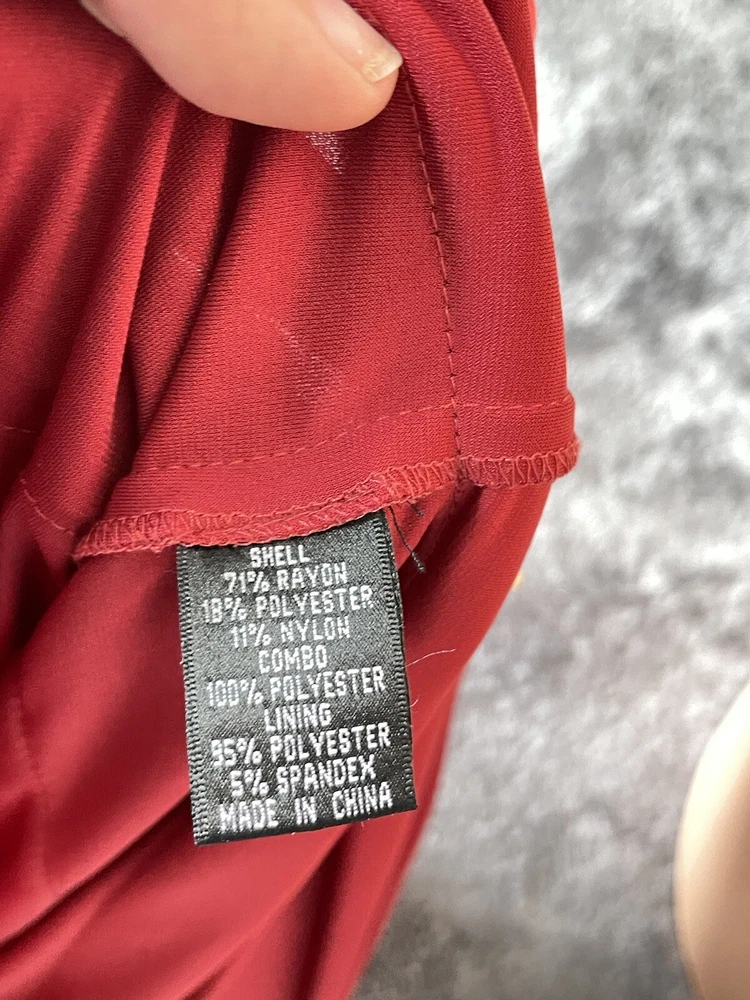 SHELL
71% RAYON
18% POLYESTER
11% NYLON
COMBO
100% POLYESTER
LINING
95% POLYESTER
5% SPANDEX
MADE IN CHINA